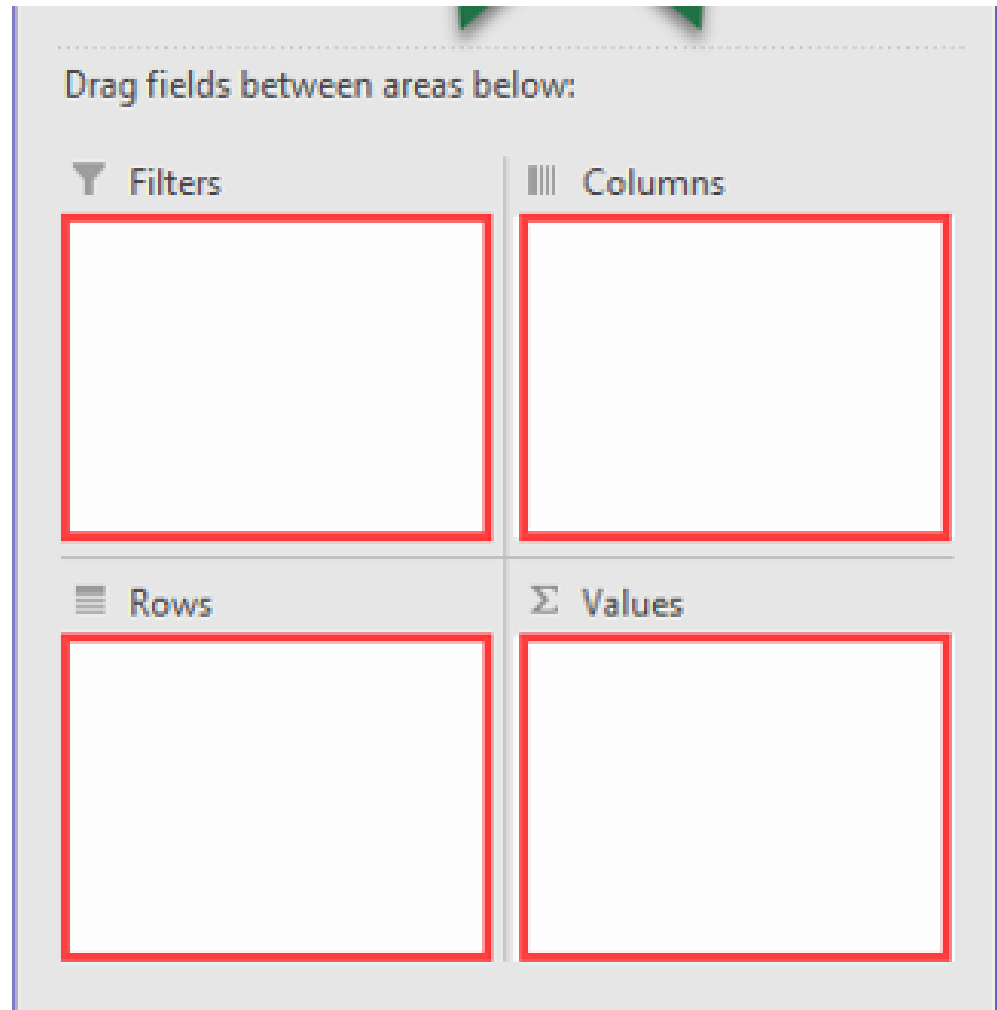 Drag fields between areas below:
Filters
Columns
Rows
Σ Values